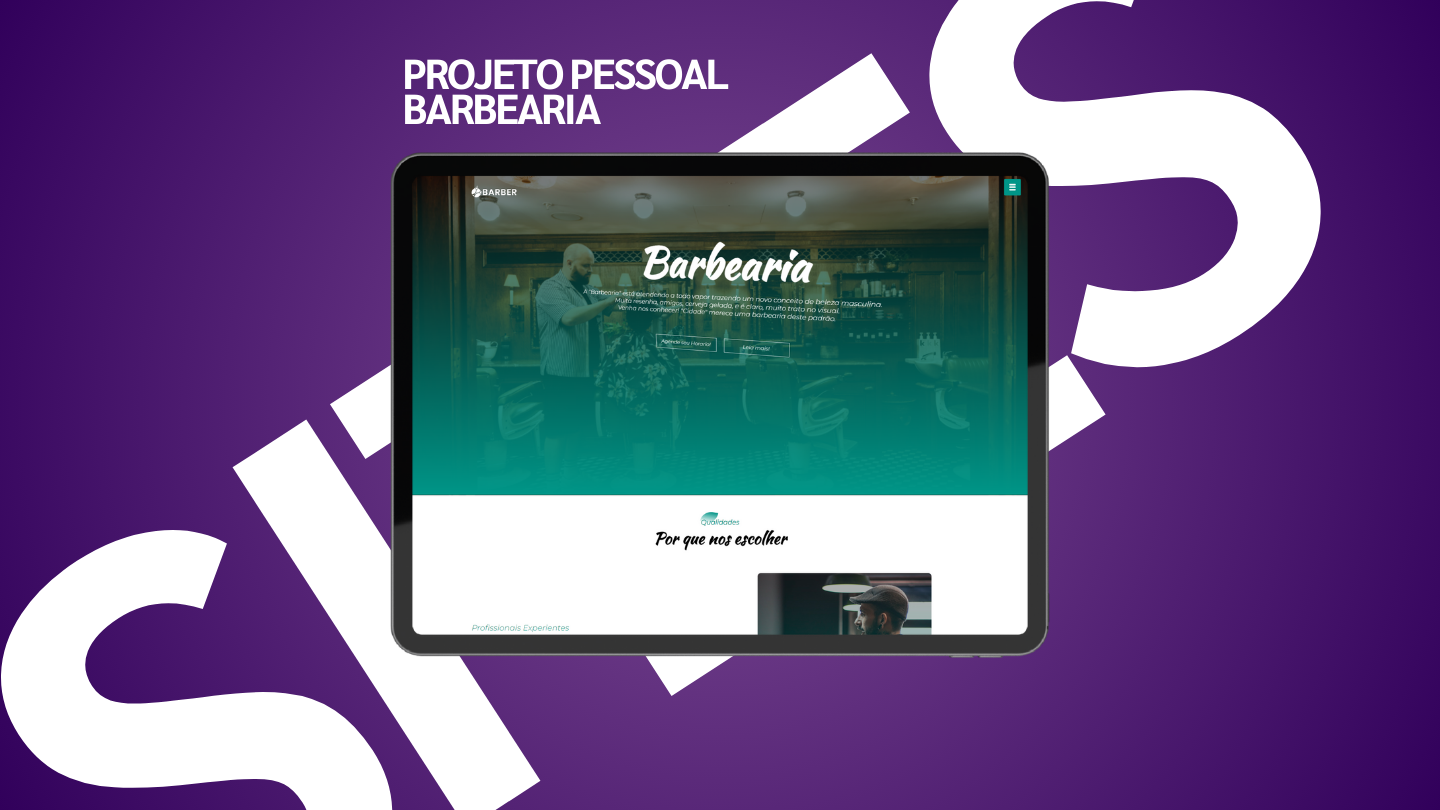 PROJETO PESSOAL
BARBEARIA
SITES
BARBER
Barbearia
A "Barbearia" está ascendendo a todo vapor trazendo um novo conceito de beleza masculina.
Muita resenha, amigos, cerveja gelada, e é claro, muito trato no visual.
Venha nos conhecer! "Cidade" merece uma barbearia deste padrão.
Agende seu Horário!
Leia mais!
Qualidades
Por que nos escolher
Profissionais Experientes